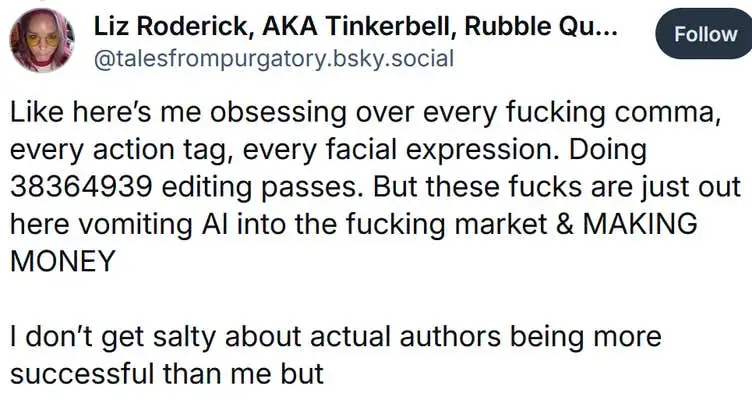 Liz Roderick, AKA Tinkerbell, Rubble Qu...
Follow
@talesfrompurgatory.bsky.social
Like here’s me obsessing over every fucking comma,
every action tag, every facial expression. Doing
38364939 editing passes. But these fucks are just out
here vomiting AI into the fucking market & MAKING
MONEY
I don’t get salty about actual authors being more
successful than me but